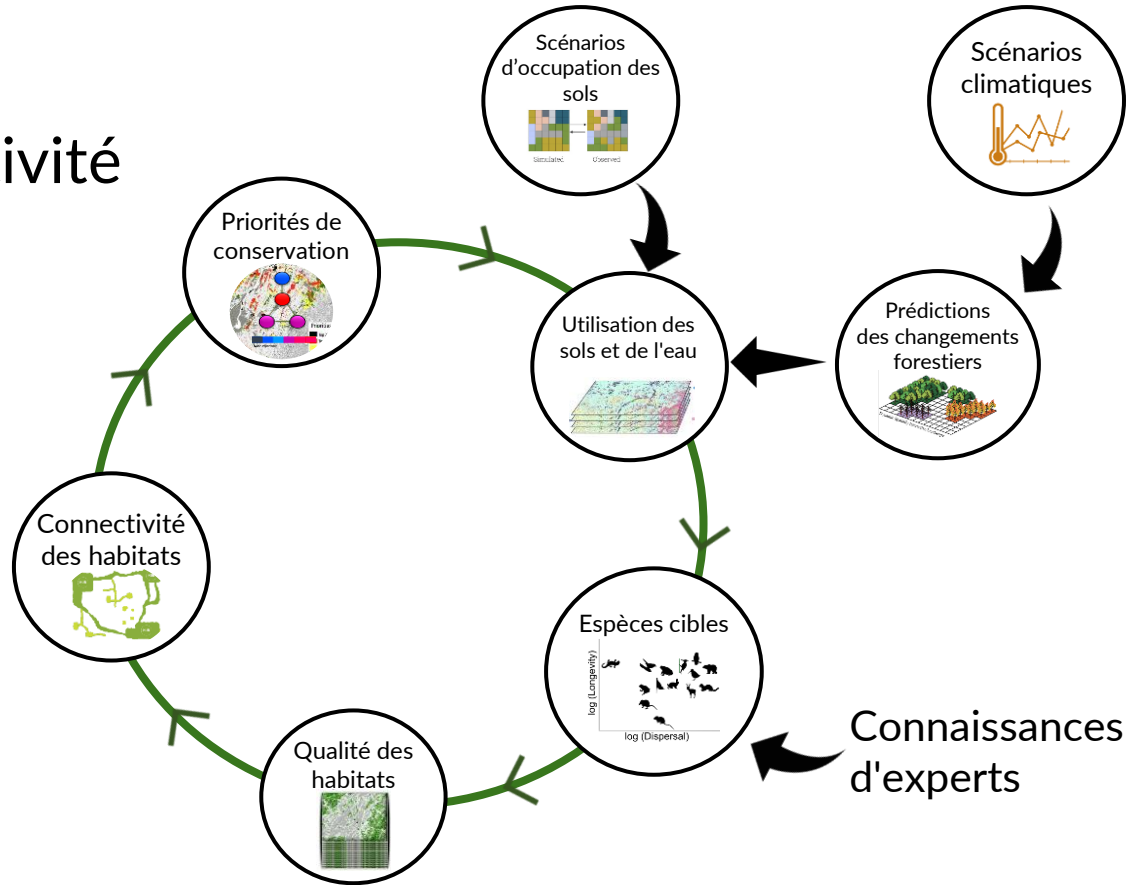 Scénarios
d'occupation des
sols
Simulated
Observed
Scénarios
climatiques
ivité
Priorités de
conservation
Utilisation des
sols et de l'eau
Prédictions
des changements
forestiers
Connectivité
des habitats
Espèces cibles
log (Longevity)
log (Dispersal)
Qualité des
habitats
Connaissances
d'experts